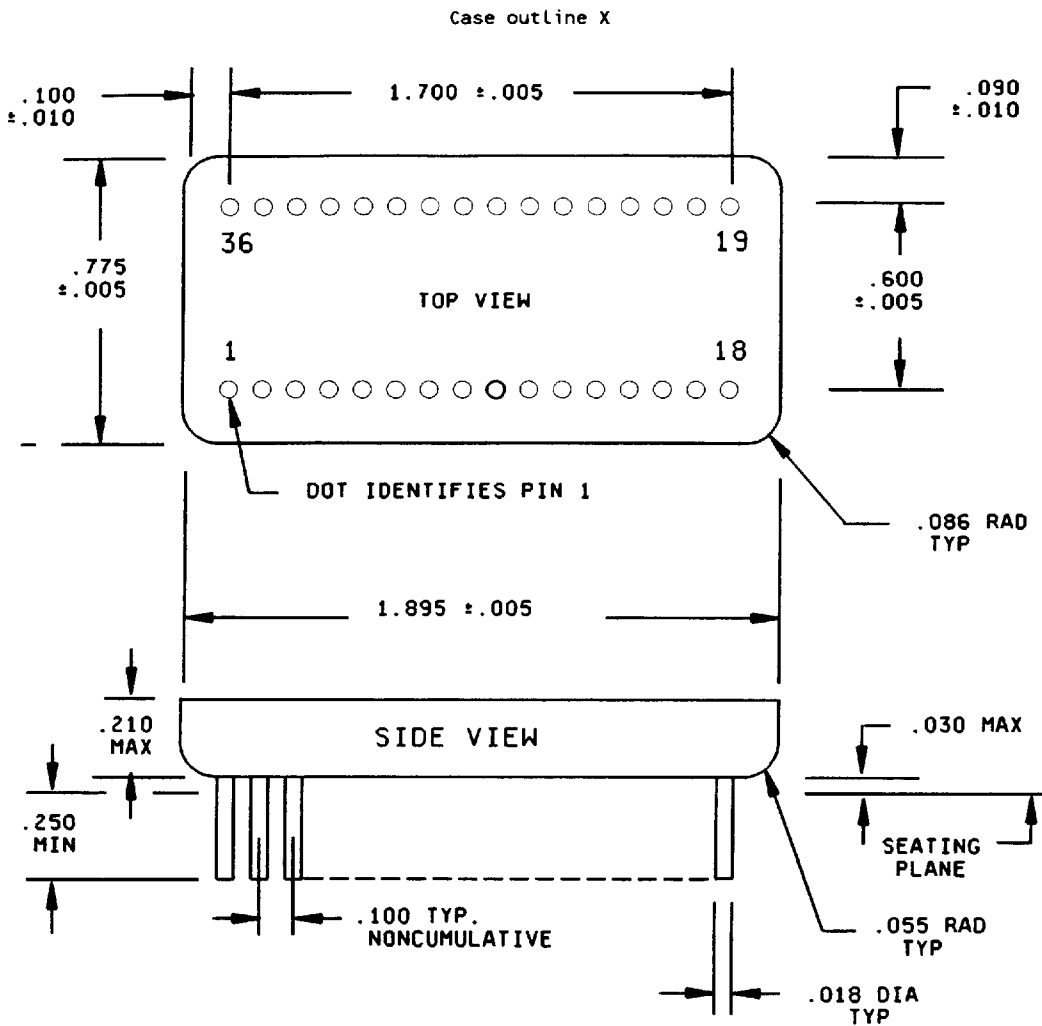 Case outline X
.100
±.010
1.700 ±.005
.090
±.010
36
19
.775
±.005
TOP VIEW
.600
±.005
1
18
DOT IDENTIFIES PIN 1
.086 RAD
TYP
1.895 ±.005
.210
MAX
SIDE VIEW
.030 MAX
.250
MIN
SEATING
PLANE
.100 TYP.
NONCUMULATIVE
.055 RAD
TYP
.018 DIA
TYP